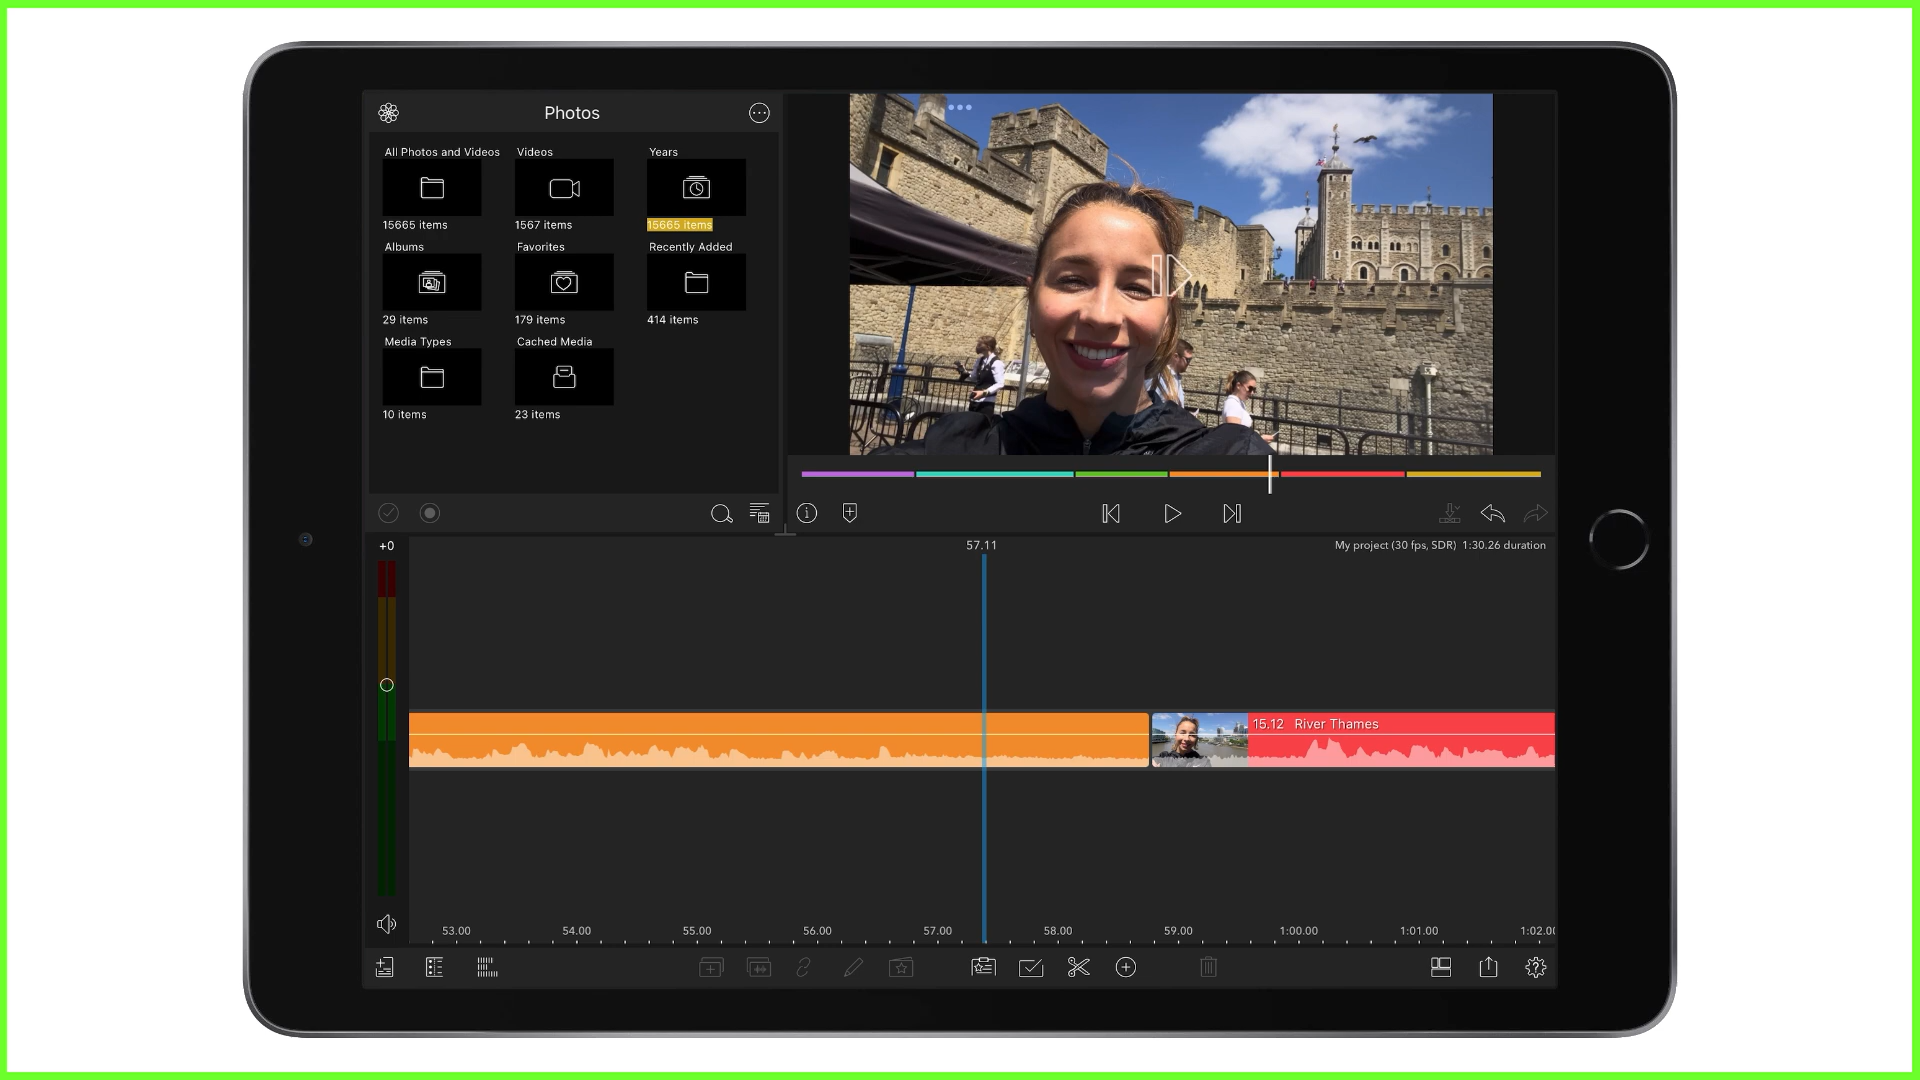 Photos
All Photos and Videos
Videos
Years
15665 items
1567 items
15665 items
Albums
Favorites
Recently Added
29 items
179 items
414 items
Media Types
Cached Media
10 items
23 items
+0
57.11
My project (30 fps, SDR) 1:30.26 duration
15.12 River Thames
53.00
54.00
55.00
56.00
57.00
58.00
59.00
1:00.00
1:01.00
1:02.00